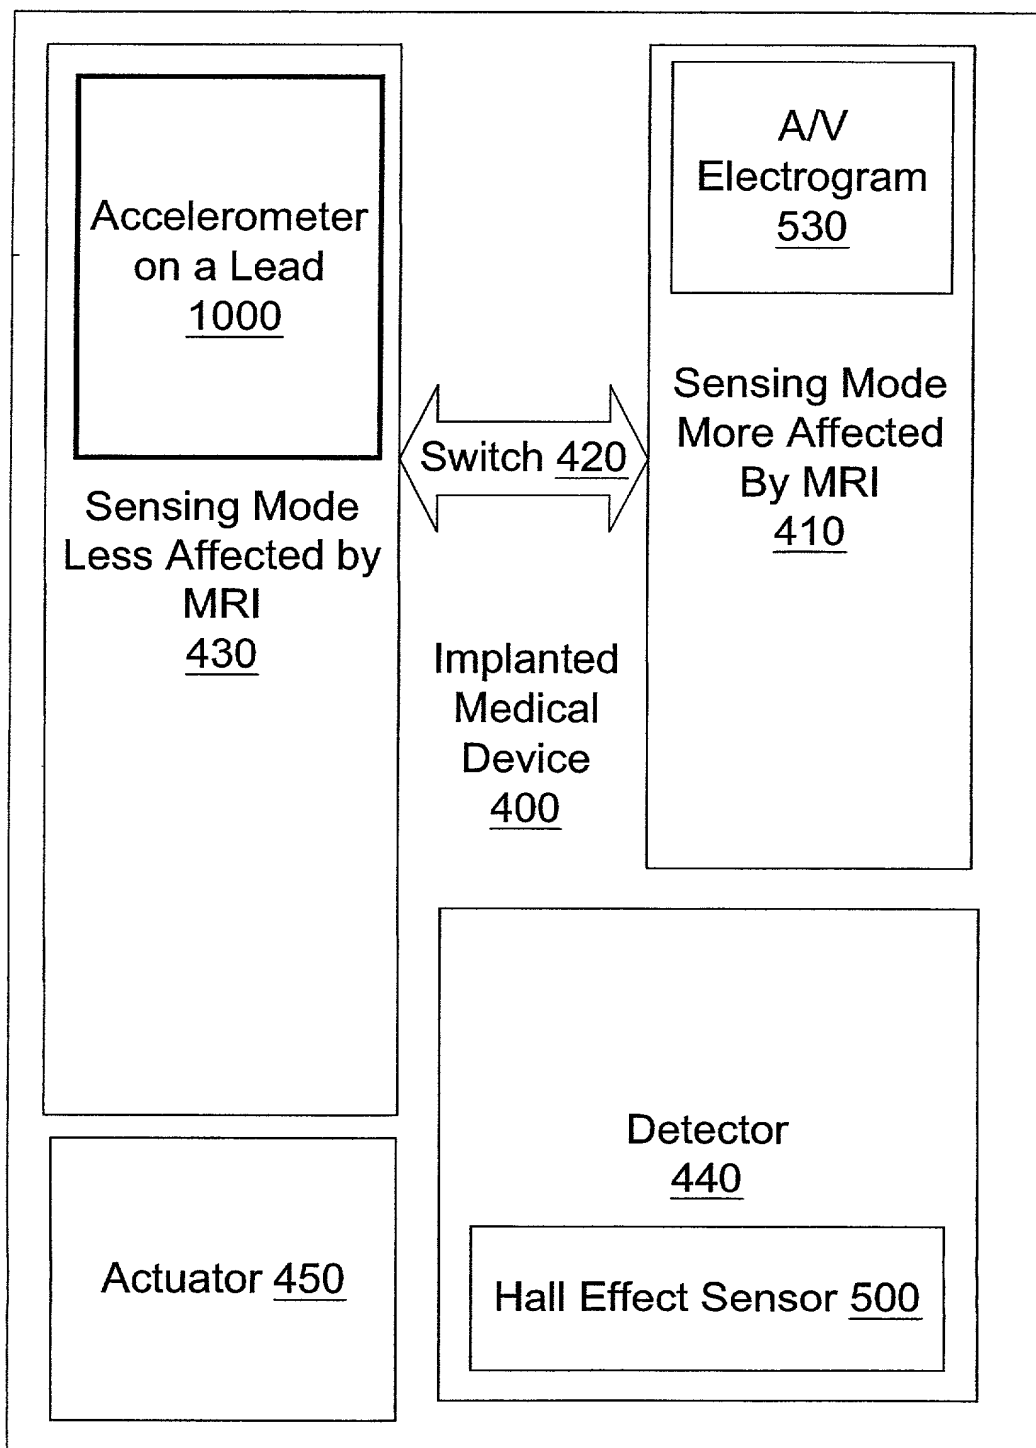 Accelerometer
on a Lead
1000
Sensing Mode
Less Affected by
MRI
430
A/V
Electrogram
530
Sensing Mode
More Affected
By MRI
410
Switch 420
Implanted
Medical
Device
400
Detector
440
Hall Effect Sensor 500
Actuator 450